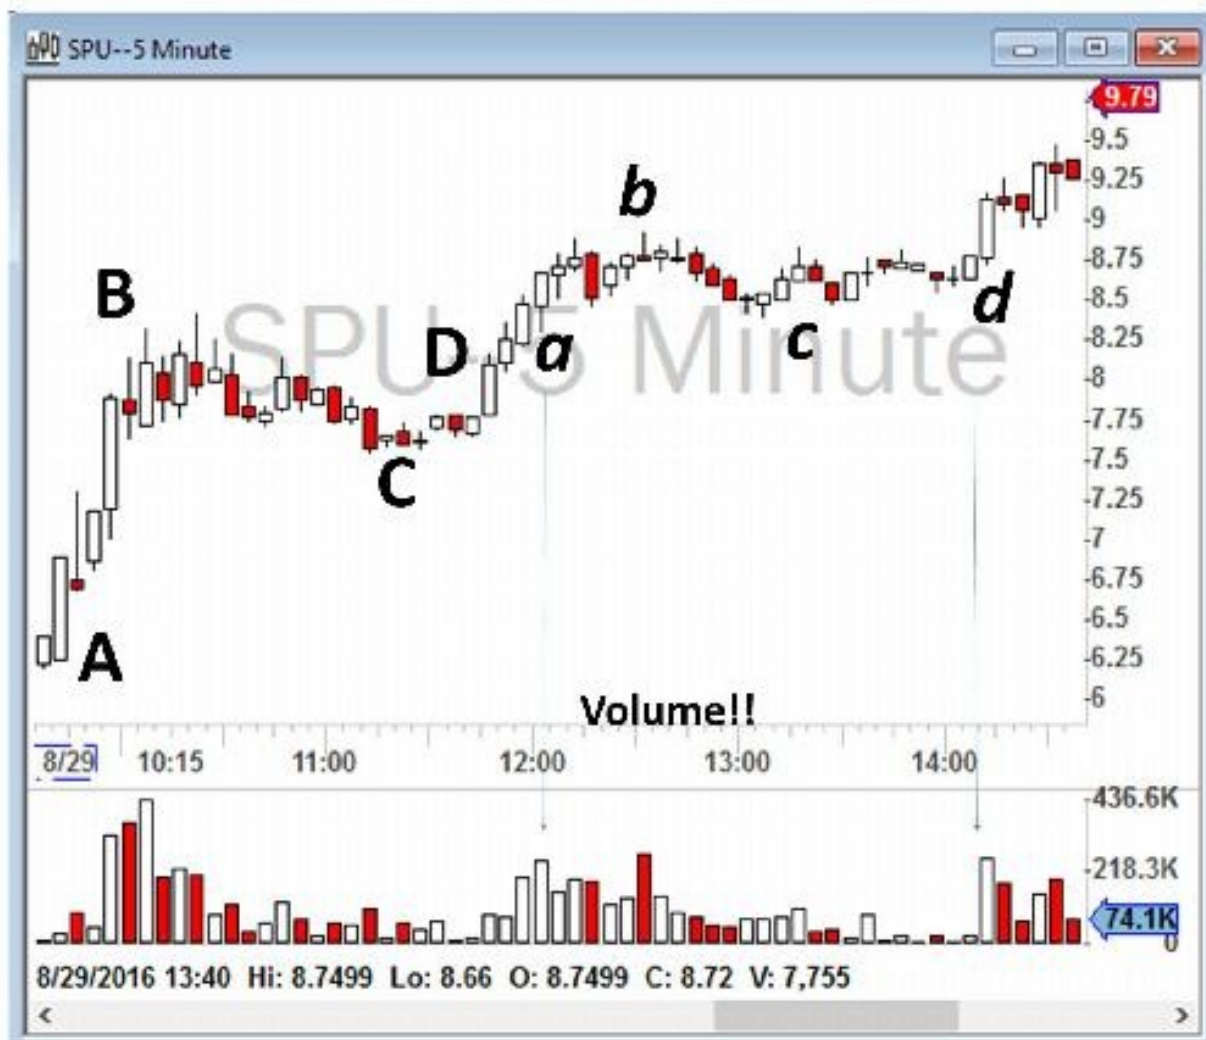 SPU--5 Minute
9.79
9.5
9.25
9
8.75
8.5
8.25
8
7.75
7.5
7.25
7
6.75
6.5
6.25
6
SPU--5 Minute
b
B
D
a
c
d
C
A
Volume!!
8/29 10:15 11:00 12:00 13:00 14:00
436.6K
218.3K
74.1K
0
8/29/2016 13:40 Hi: 8.7499 Lo: 8.66 O: 8.7499 C: 8.72 V: 7,755